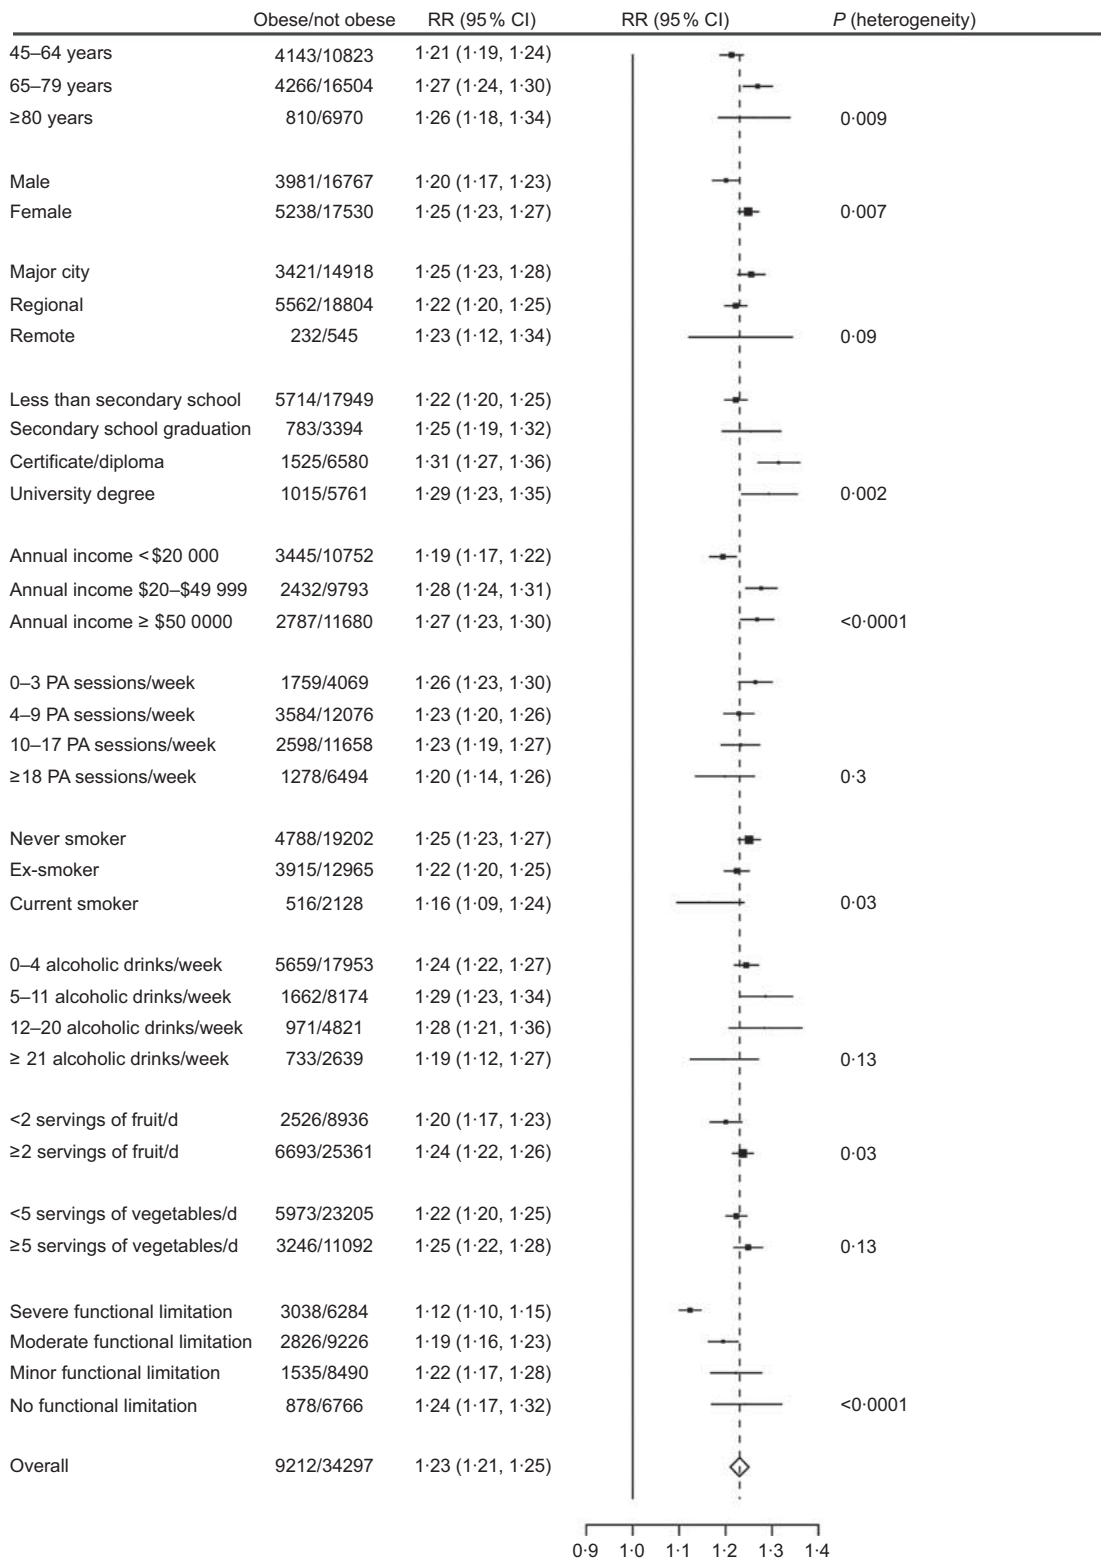 Obese/not obese RR (95 % CI) RR (95 % CI) P (heterogeneity)
45–64 years 4143/10823 1·21 (1·19, 1·24)
65–79 years 4266/16504 1·27 (1·24, 1·30)
≥80 years 810/6970 1·26 (1·18, 1·34) 0·009
Male 3981/16767 1·20 (1·17, 1·23)
Female 5238/17530 1·25 (1·23, 1·27) 0·007
Major city 3421/14918 1·25 (1·23, 1·28)
Regional 5562/18804 1·22 (1·20, 1·25)
Remote 232/545 1·23 (1·12, 1·34) 0·09
Less than secondary school 5714/17949 1·22 (1·20, 1·25)
Secondary school graduation 783/3394 1·25 (1·19, 1·32)
Certificate/diploma 1525/6580 1·31 (1·27, 1·36)
University degree 1015/5761 1·29 (1·23, 1·35) 0·002
Annual income <$20 000 3445/10752 1·19 (1·17, 1·22)
Annual income $20–$49 999 2432/9793 1·28 (1·24, 1·31)
Annual income ≥ $50 0000 2787/11680 1·27 (1·23, 1·30) <0·0001
0–3 PA sessions/week 1759/4069 1·26 (1·23, 1·30)
4–9 PA sessions/week 3584/12076 1·23 (1·20, 1·26)
10–17 PA sessions/week 2598/11658 1·23 (1·19, 1·27)
≥18 PA sessions/week 1278/6494 1·20 (1·14, 1·26) 0·3
Never smoker 4788/19202 1·25 (1·23, 1·27)
Ex-smoker 3915/12965 1·22 (1·20, 1·25)
Current smoker 516/2128 1·16 (1·09, 1·24) 0·03
0–4 alcoholic drinks/week 5659/17953 1·24 (1·22, 1·27)
5–11 alcoholic drinks/week 1662/8174 1·29 (1·23, 1·34)
12–20 alcoholic drinks/week 971/4821 1·28 (1·21, 1·36)
≥ 21 alcoholic drinks/week 733/2639 1·19 (1·12, 1·27) 0·13
<2 servings of fruit/d 2526/8936 1·20 (1·17, 1·23)
≥2 servings of fruit/d 6693/25361 1·24 (1·22, 1·26) 0·03
<5 servings of vegetables/d 5973/23205 1·22 (1·20, 1·25)
≥5 servings of vegetables/d 3246/11092 1·25 (1·22, 1·28) 0·13
Severe functional limitation 3038/6284 1·12 (1·10, 1·15)
Moderate functional limitation 2826/9226 1·19 (1·16, 1·23)
Minor functional limitation 1535/8490 1·22 (1·17, 1·28)
No functional limitation 878/6766 1·24 (1·17, 1·32) <0·0001
Overall 9212/34297 1·23 (1·21, 1·25)
0·9 1·0 1·1 1·2 1·3 1·4